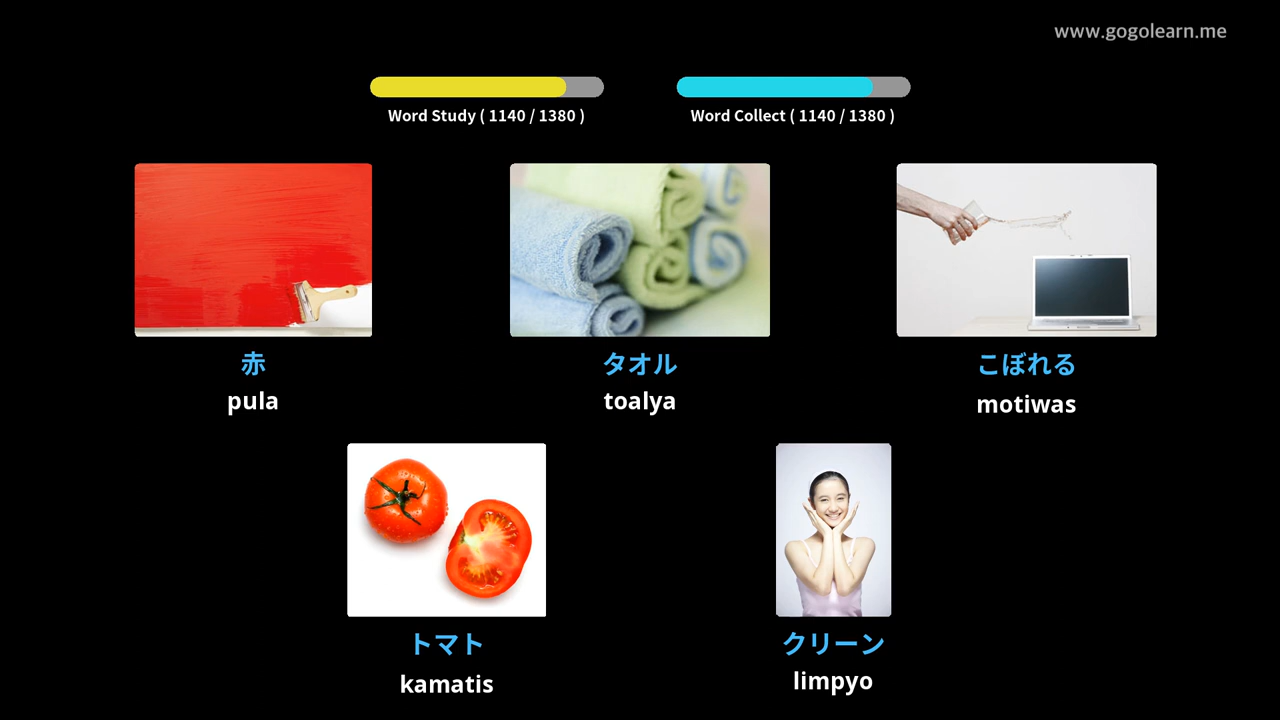 www.gogolearn.me
Word Study ( 1140 / 1380 )
Word Collect ( 1140 / 1380 )
赤
pula
タオル
toalya
こぼれる
motiwas
トマト
kamatis
クリーン
limpyo